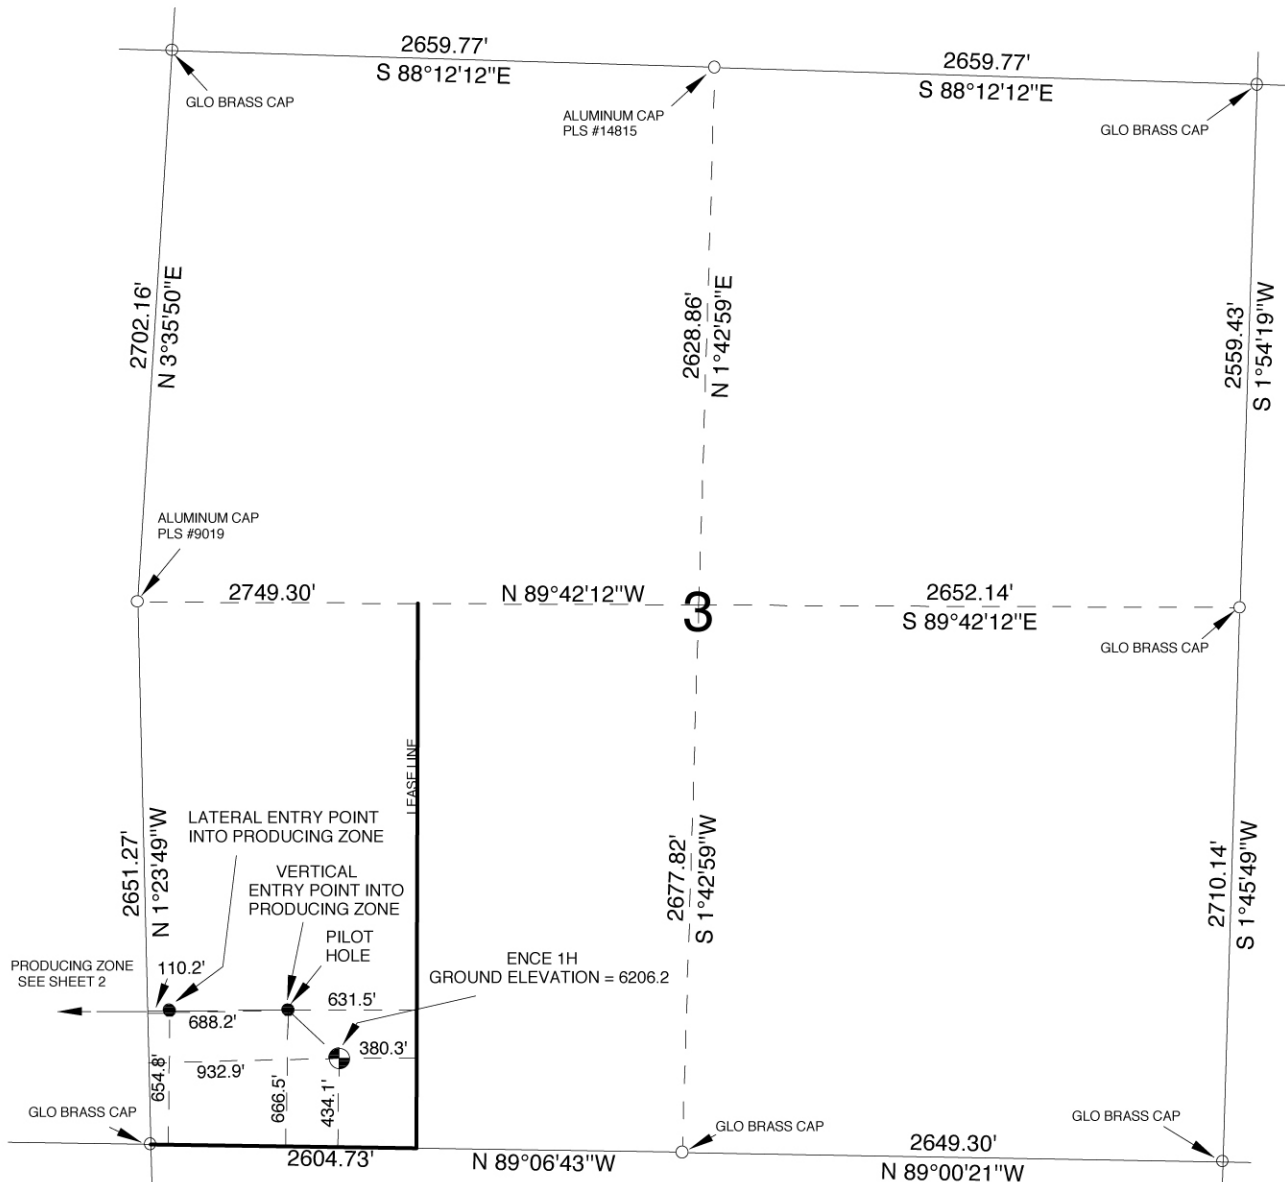 2659.77'
S 88°12'12"E
2659.77'
S 88°12'12"E
GLO BRASS CAP
ALUMINUM CAP
PLS #14815
GLO BRASS CAP
2702.16'
N 3°35'50"E
2628.86'
N 1°42'59"E
2559.43'
S 1°54'19"W
ALUMINUM CAP
PLS #9019
2749.30'
N 89°42'12"W
3
2652.14'
S 89°42'12"E
GLO BRASS CAP
LEASE LINE
2651.27'
N 1°23'49"W
LATERAL ENTRY POINT
INTO PRODUCING ZONE
VERTICAL
ENTRY POINT INTO
PRODUCING ZONE
PILOT
HOLE
2677.82'
S 1°42'59"W
2710.14'
S 1°45'49"W
PRODUCING ZONE
SEE SHEET 2
110.2'
ENCE 1H
GROUND ELEVATION = 6206.2
688.2'
631.5'
380.3'
932.9'
654.8'
666.5'
434.1'
GLO BRASS CAP
2604.73'
N 89°06'43"W
GLO BRASS CAP
2649.30'
N 89°00'21"W
GLO BRASS CAP